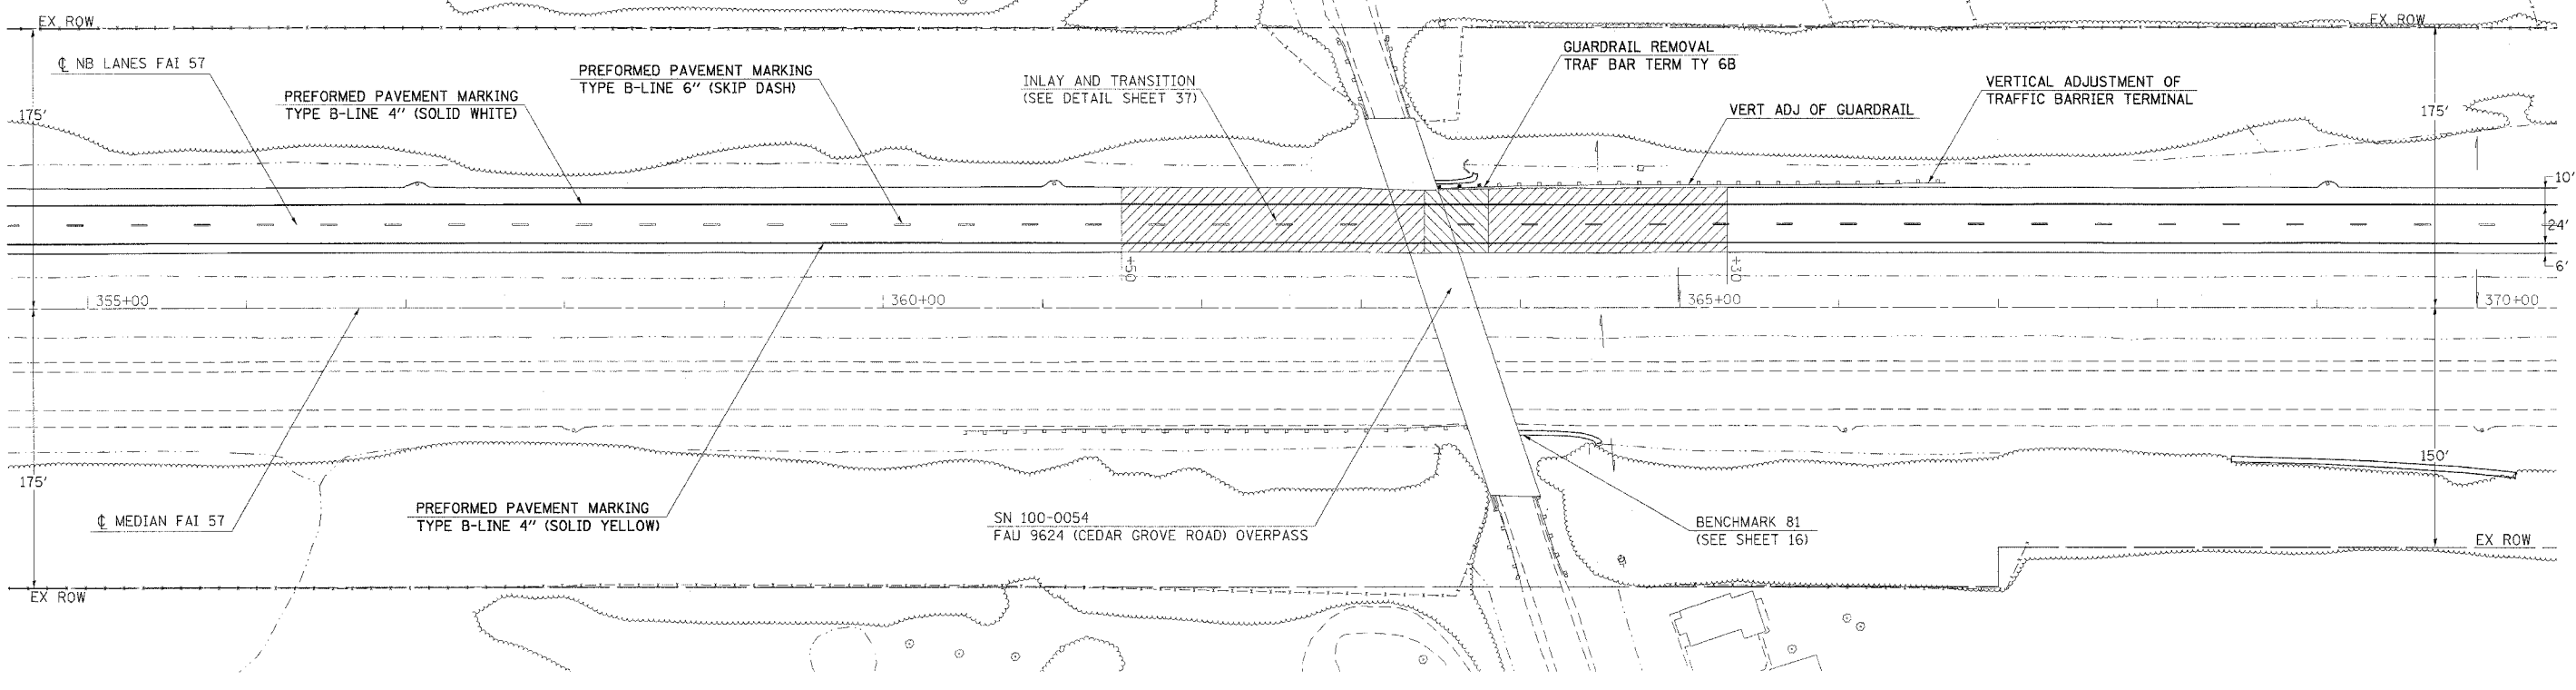 EX ROW
EX ROW
℄ NB LANES FAI 57
PREFORMED PAVEMENT MARKING
TYPE B-LINE 4" (SOLID WHITE)
PREFORMED PAVEMENT MARKING
TYPE B-LINE 6" (SKIP DASH)
INLAY AND TRANSITION
(SEE DETAIL SHEET 37)
GUARDRAIL REMOVAL
TRAF BAR TERM TY 6B
VERT ADJ OF GUARDRAIL
VERTICAL ADJUSTMENT OF
TRAFFIC BARRIER TERMINAL
175'
175'
10'
24'
6'
+50
+30
355+00
360+00
365+00
370+00
175'
150'
℄ MEDIAN FAI 57
PREFORMED PAVEMENT MARKING
TYPE B-LINE 4" (SOLID YELLOW)
SN 100-0054
FAU 9624 (CEDAR GROVE ROAD) OVERPASS
BENCHMARK 81
(SEE SHEET 16)
EX ROW
EX ROW